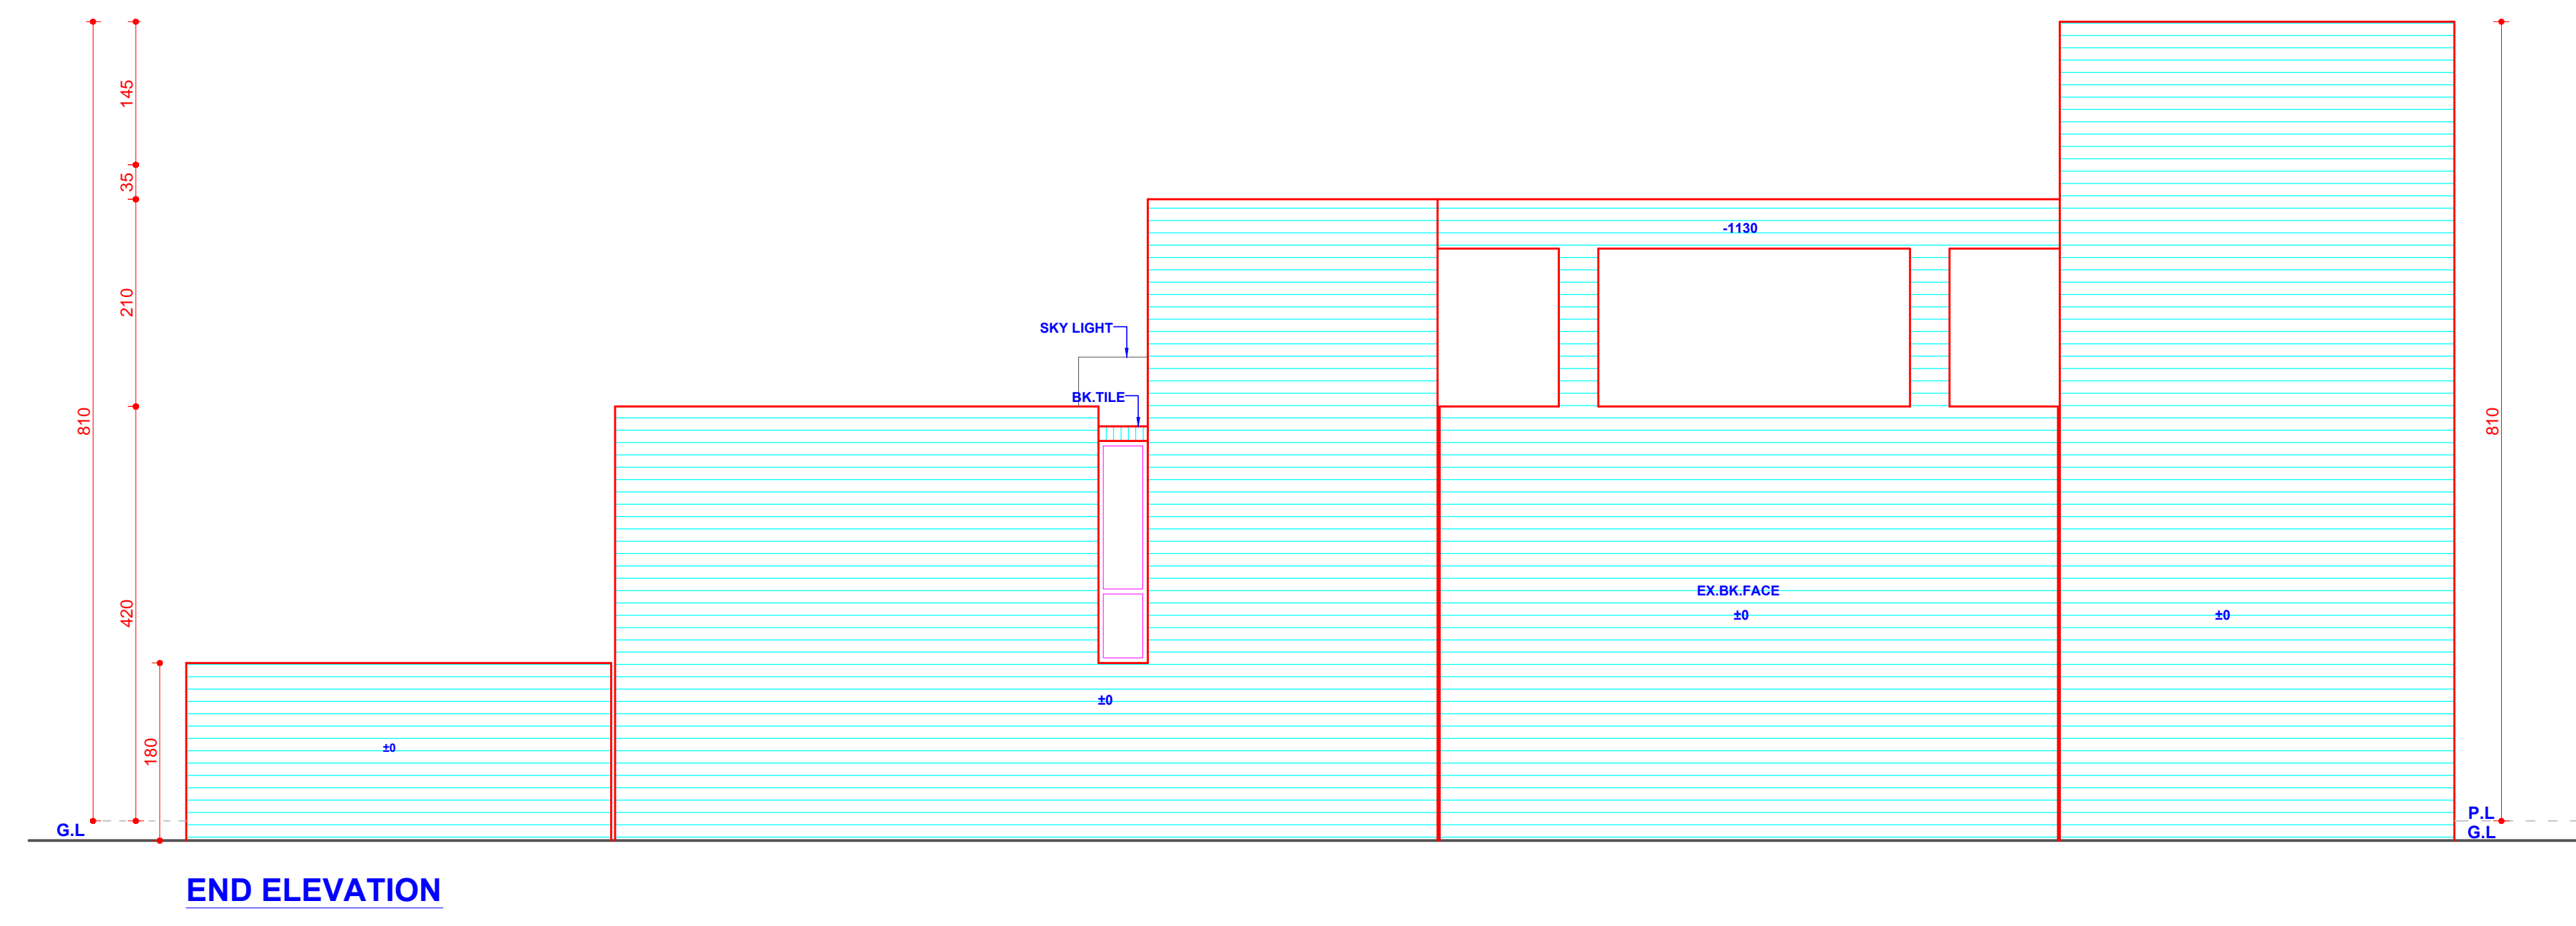 145
35
-1130
210
SKY LIGHT
BK.TILE
810
810
EX.BK.FACE
±0
±0
420
±0
180
±0
P.L
G.L
G.L
END ELEVATION